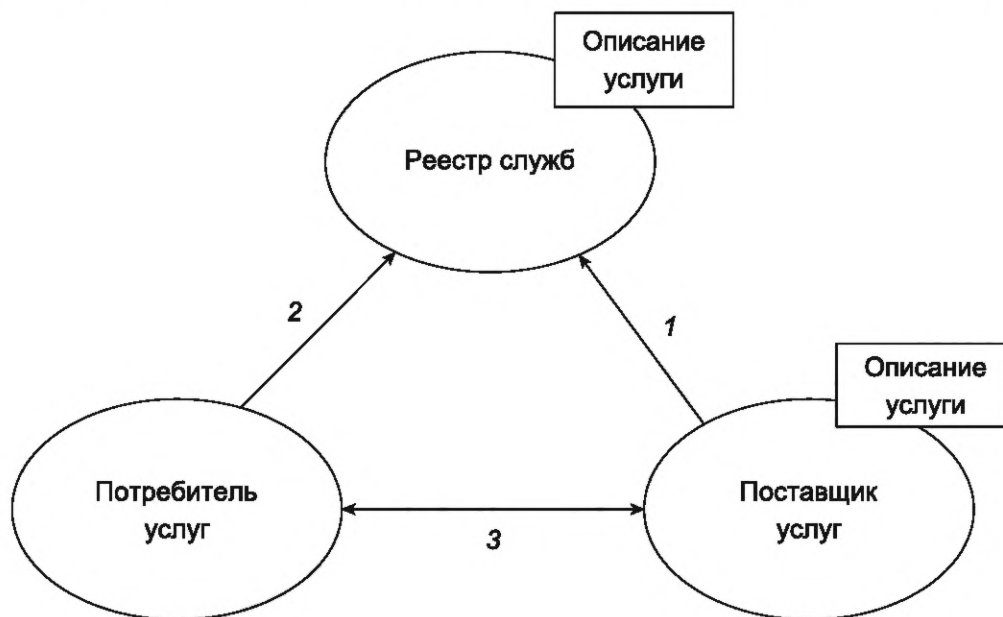 Описание
услуги
Реестр служб
2
1
Описание
услуги
Потребитель
услуг
3
Поставщик
услуг